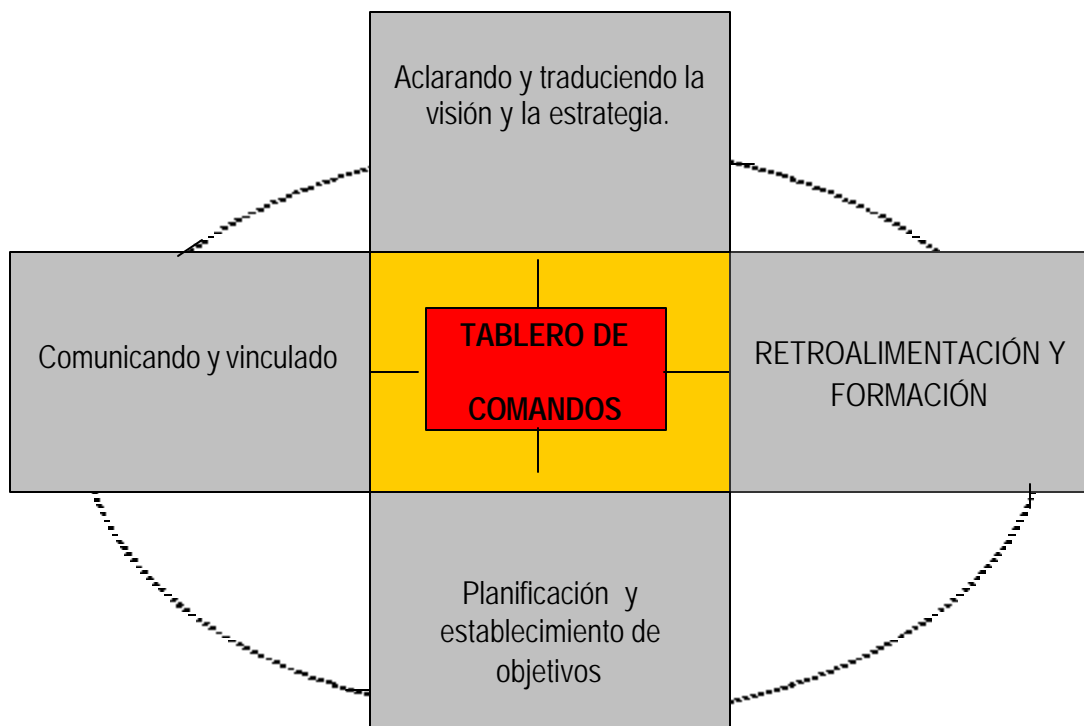 Aclarando y traduciendo la
visión y la estrategia.
Comunicando y vinculado
TABLERO DE
COMANDOS
RETROALIMENTACIÓN Y
FORMACIÓN
Planificación y
establecimiento de
objetivos